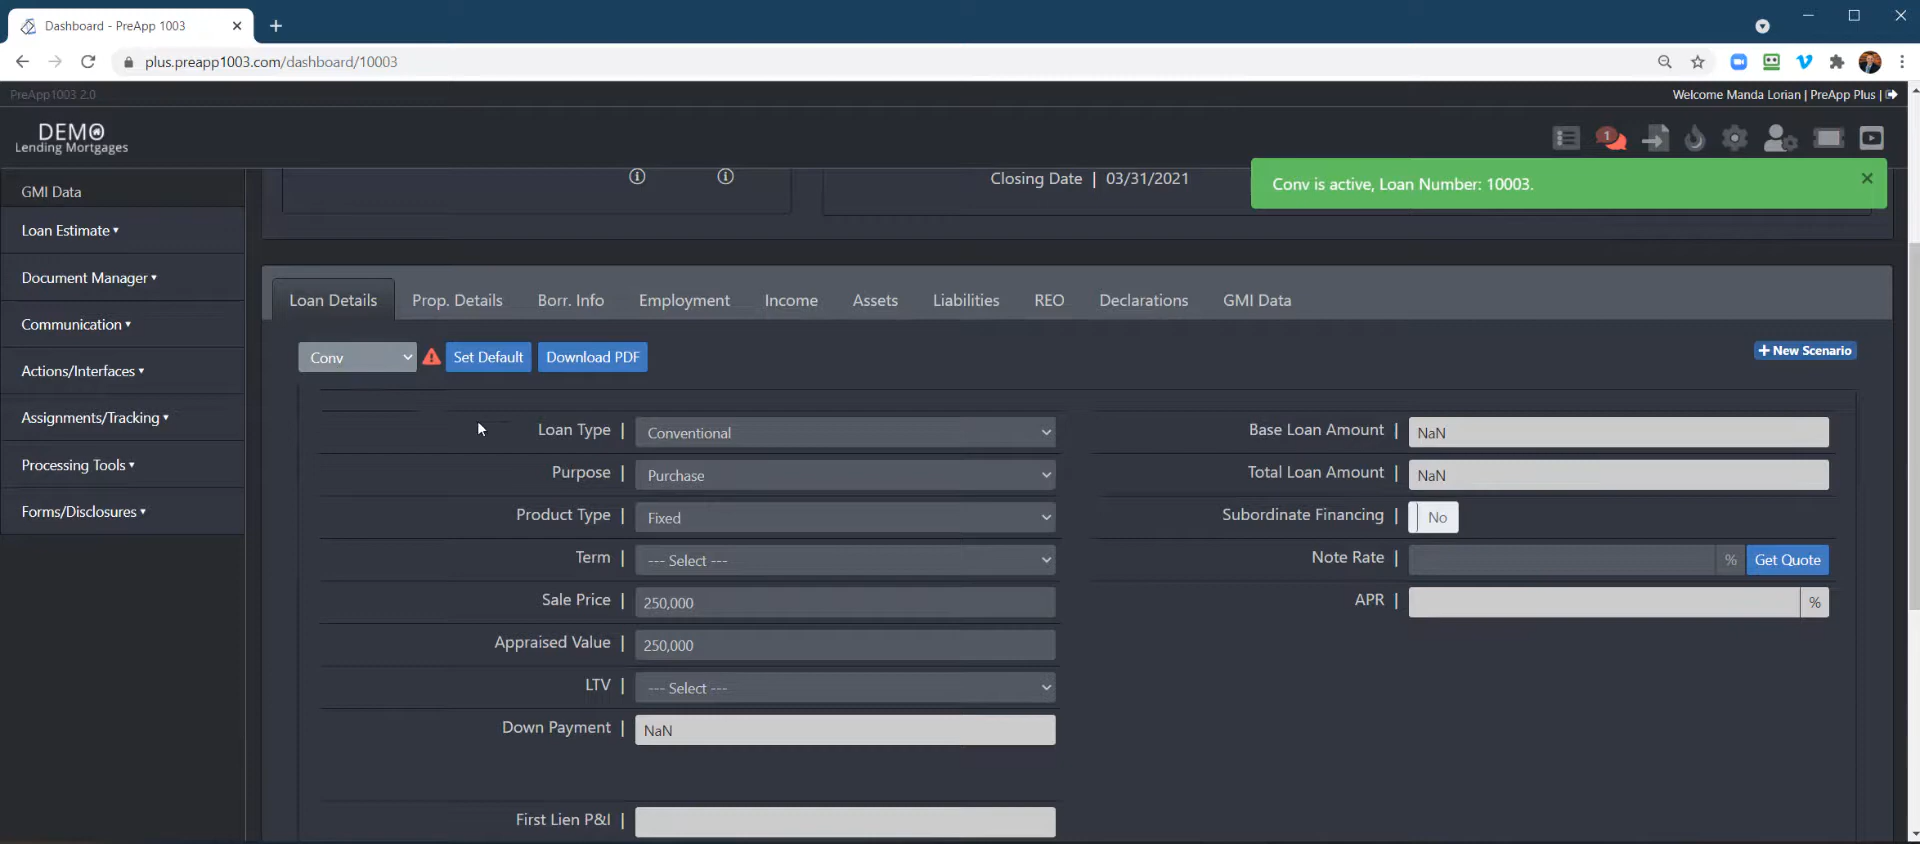 Dashboard - PreApp 1003
plus.preapp1003.com/dashboard/10003
PreApp1003 2.0
Welcome Manda Lorian | PreApp Plus |
DEMO
Lending Mortgages
1
GMI Data
Closing Date | 03/31/2021
Conv is active, Loan Number: 10003.
Loan Estimate
Document Manager
Communication
Actions/Interfaces
Assignments/Tracking
Processing Tools
Forms/Disclosures
Loan Details Prop. Details Borr. Info Employment Income Assets Liabilities REO Declarations GMI Data
Conv Set Default Download PDF + New Scenario
Loan Type | Conventional
Base Loan Amount | NaN
Purpose | Purchase
Total Loan Amount | NaN
Product Type | Fixed
Subordinate Financing | No
Term | --- Select ---
Note Rate | % Get Quote
Sale Price | 250,000
APR | %
Appraised Value | 250,000
LTV | --- Select ---
Down Payment | NaN
First Lien P&I |